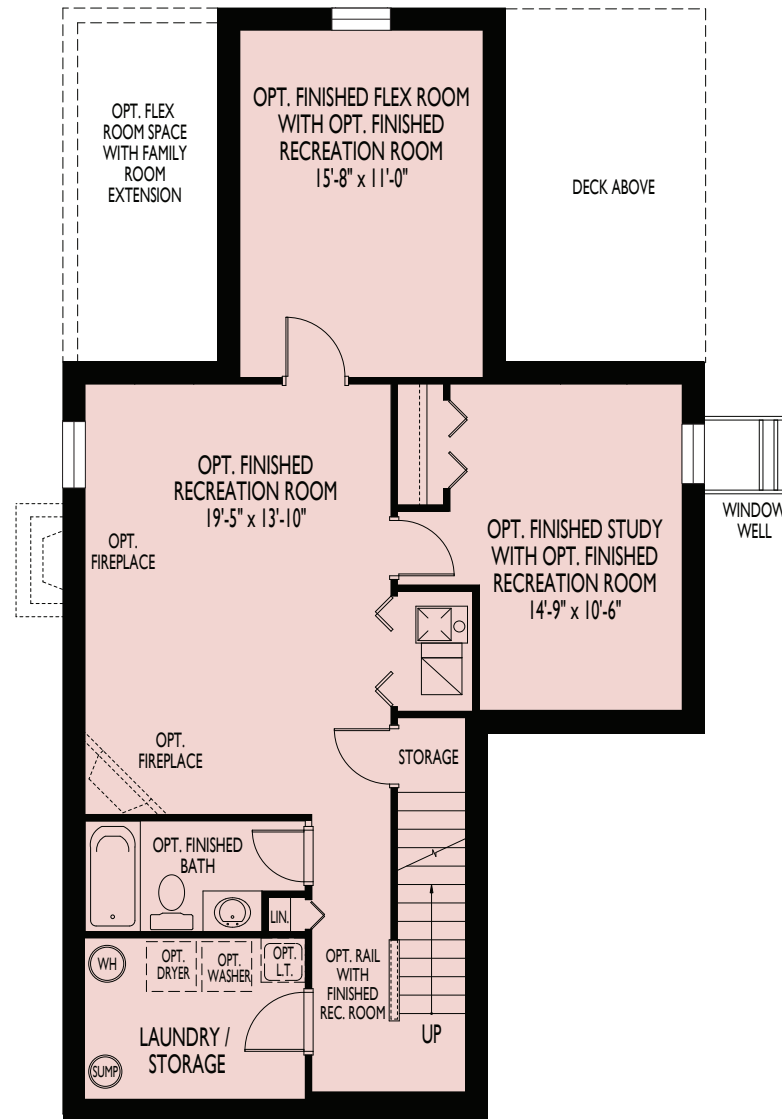 OPT. FLEX
ROOM SPACE
WITH FAMILY
ROOM
EXTENSION
OPT. FINISHED FLEX ROOM
WITH OPT. FINISHED
RECREATION ROOM
15'-8" x 11'-0"
DECK ABOVE
OPT. FINISHED
RECREATION ROOM
19'-5" x 13'-10"
OPT.
FIREPLACE
OPT. FINISHED STUDY
WITH OPT. FINISHED
RECREATION ROOM
14'-9" x 10'-6"
WINDOW
WELL
OPT.
FIREPLACE
STORAGE
OPT. FINISHED
BATH
LIN.
WH
OPT.
DRYER
OPT.
WASHER
OPT.
L.T.
OPT. RAIL
WITH
FINISHED
REC. ROOM
LAUNDRY /
STORAGE
SUMP
UP